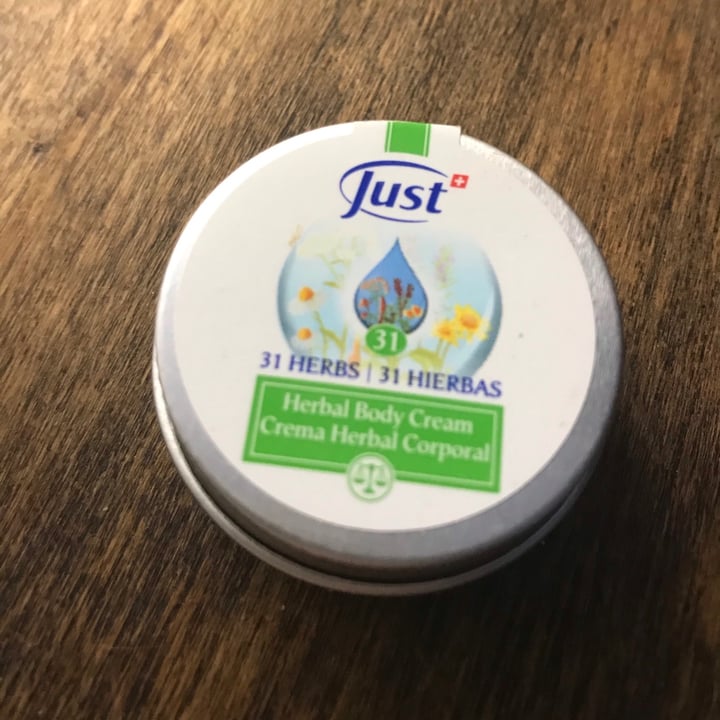 Just
31
31 HERBS | 31 HIERBAS
Herbal Body Cream
Crema Herbal Corporal